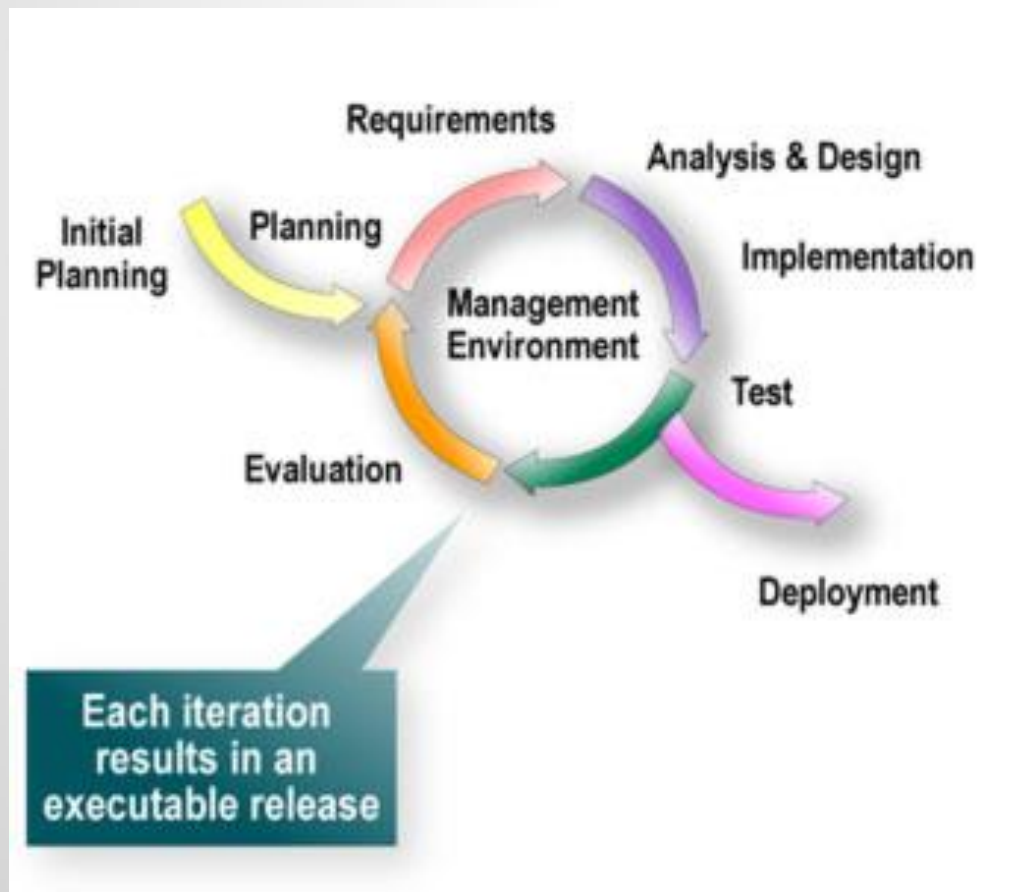 Requirements
Analysis & Design
Initial
Planning
Planning
Implementation
Management
Environment
Test
Evaluation
Deployment
Each iteration
results in an
executable release